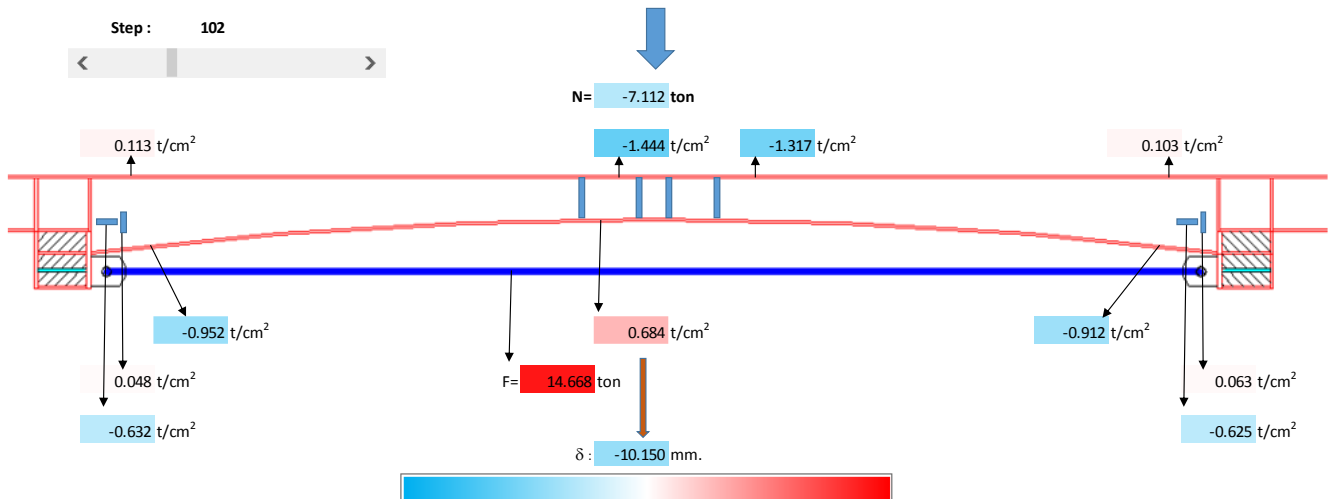 Step : 102
N= -7.112 ton
0.113 t/cm²
-1.444 t/cm²
-1.317 t/cm²
0.103 t/cm²
-0.952 t/cm²
0.684 t/cm²
-0.912 t/cm²
0.048 t/cm²
F= 14.668 ton
0.063 t/cm²
-0.632 t/cm²
-0.625 t/cm²
δ : -10.150 mm.